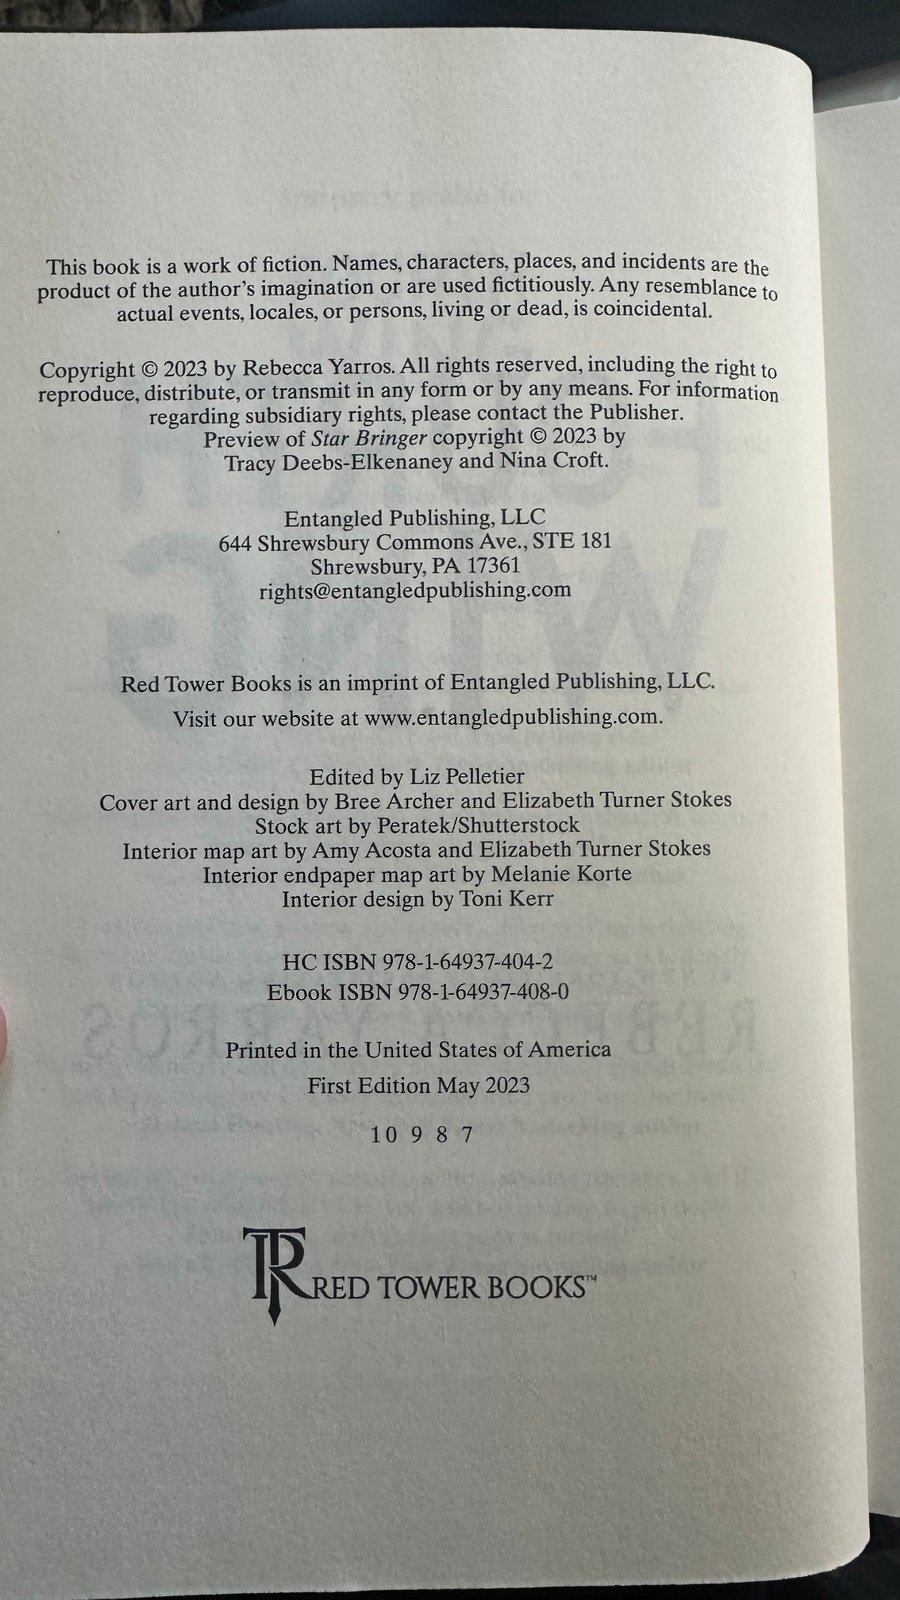 This book is a work of fiction. Names, characters, places, and incidents are the
product of the author's imagination or are used fictitiously. Any resemblance to
actual events, locales, or persons, living or dead, is coincidental.
Copyright © 2023 by Rebecca Yarros. All rights reserved, including the right to
reproduce, distribute, or transmit in any form or by any means. For information
regarding subsidiary rights, please contact the Publisher.
Preview of Star Bringer copyright © 2023 by
Tracy Deebs-Elkenaney and Nina Croft.
Entangled Publishing, LLC
644 Shrewsbury Commons Ave., STE 181
Shrewsbury, PA 17361
rights@entangledpublishing.com
Red Tower Books is an imprint of Entangled Publishing, LLC.
Visit our website at www.entangledpublishing.com.
Edited by Liz Pelletier
Cover art and design by Bree Archer and Elizabeth Turner Stokes
Stock art by Peratek/Shutterstock
Interior map art by Amy Acosta and Elizabeth Turner Stokes
Interior endpaper map art by Melanie Korte
Interior design by Toni Kerr
HC ISBN 978-1-64937-404-2
Ebook ISBN 978-1-64937-408-0
Printed in the United States of America
First Edition May 2023
10 9 8 7
TR RED TOWER BOOKS™